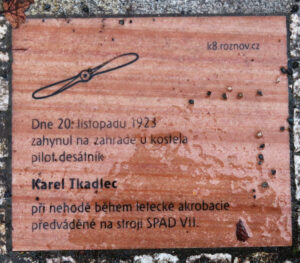 k8.roznov.cz
Dne 20. listopadu 1923
zahynul na zahradě u kostela
pilot desátník
Karel Tkadlec
při nehodě během letecké akrobacie
předváděné na stroji SPAD VII.